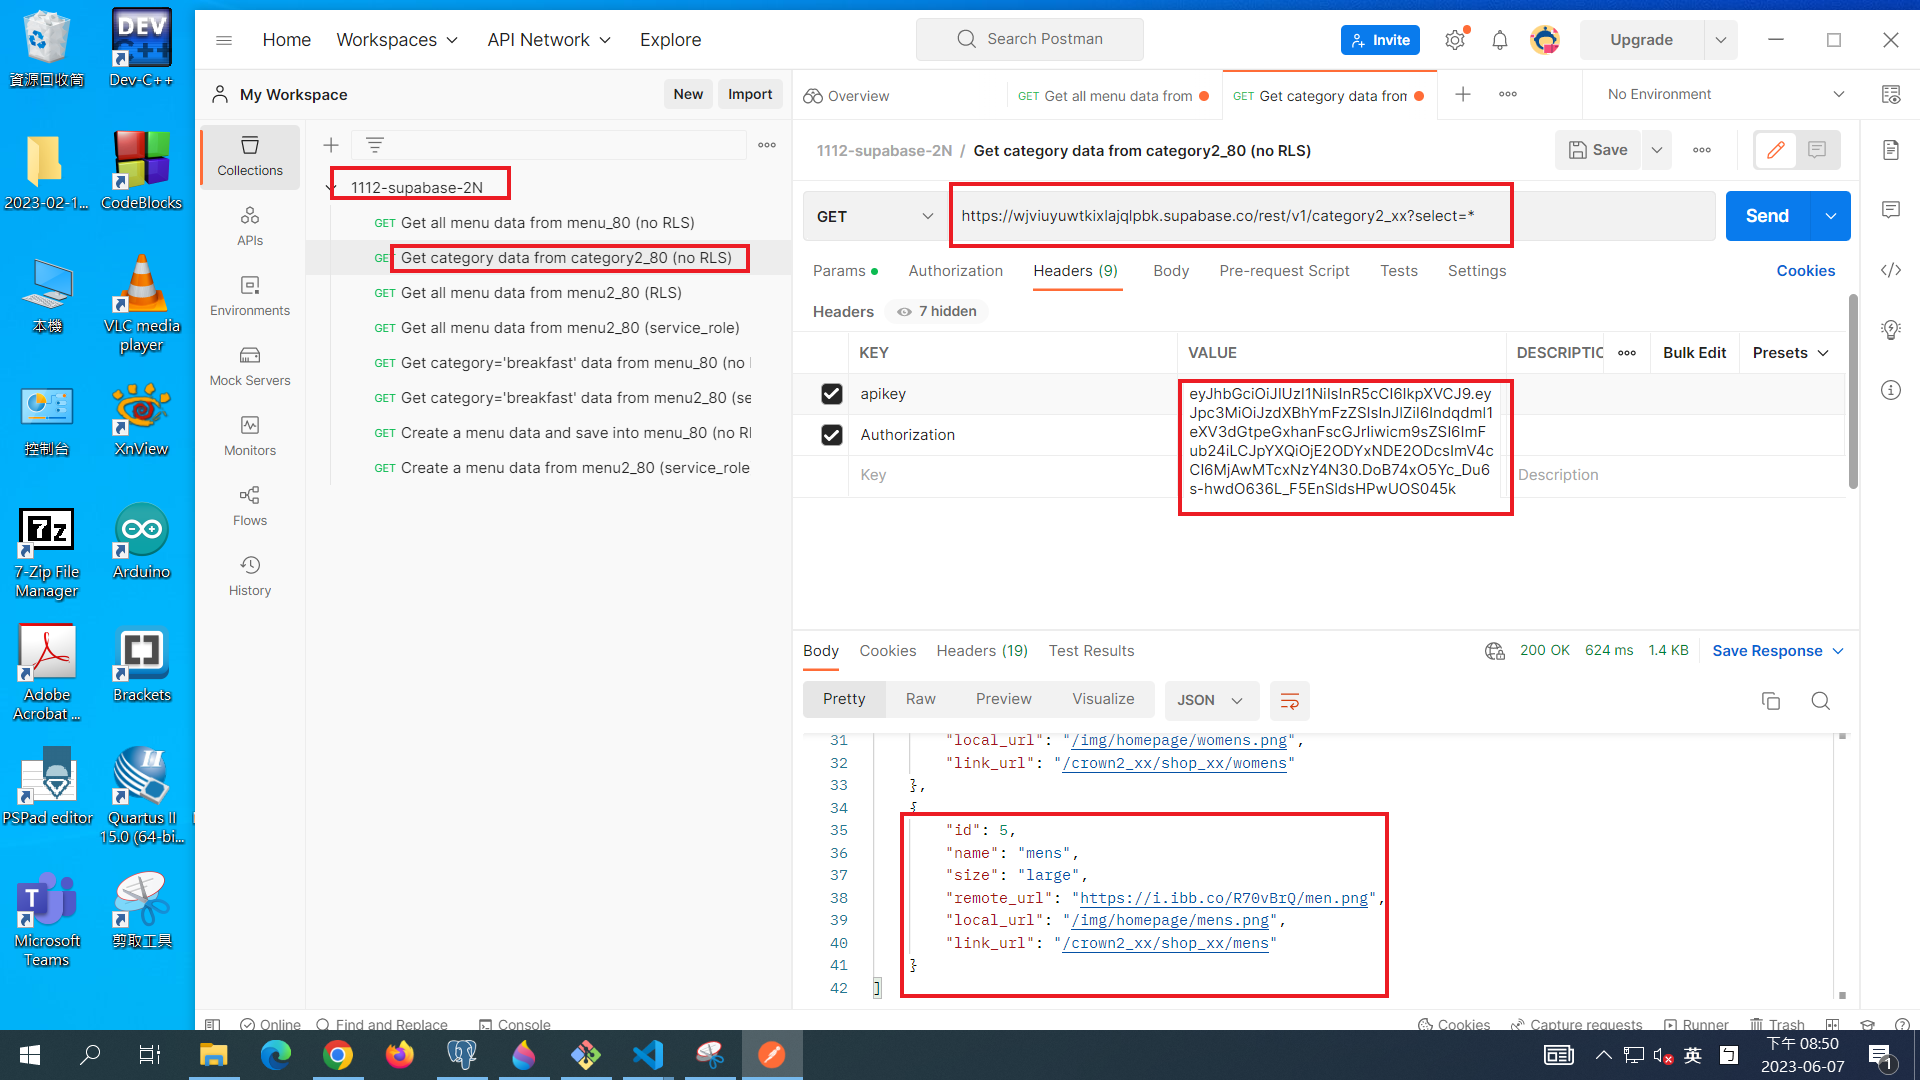 資源回收筒
Dev-C++
2023-02-1...
CodeBlocks
本機
VLC media player
控制台
XnView
7-Zip File Manager
Arduino
Adobe Acrobat ...
Brackets
PSPad editor
Quartus II 15.0 (64-bi...
Microsoft Teams
剪取工具
Home
Workspaces
API Network
Explore
Search Postman
Invite
Upgrade
My Workspace
New
Import
Overview
GET Get all menu data from
GET Get category data from
No Environment
Collections
APIs
Environments
Mock Servers
Monitors
Flows
History
1112-supabase-2N
GET Get all menu data from menu_80 (no RLS)
GET Get category data from category2_80 (no RLS)
GET Get all menu data from menu2_80 (RLS)
GET Get all menu data from menu2_80 (service_role)
GET Get category='breakfast' data from menu_80 (no
GET Get category='breakfast' data from menu2_80 (se
GET Create a menu data and save into menu_80 (no R
GET Create a menu data from menu2_80 (service_role
1112-supabase-2N / Get category data from category2_80 (no RLS)
Save
GET
https://wjviuyuwtkixlajqlpbk.supabase.co/rest/v1/category2_xx?select=*
Send
Params
Authorization
Headers (9)
Body
Pre-request Script
Tests
Settings
Cookies
Headers
7 hidden
KEY
VALUE
DESCRIPTIO
Bulk Edit
Presets
apikey
eyJhbGciOiJIUzI1NiIsInR5cCI6IkpXVCJ9.ey
Jpc3MiOiJzdXBhYmFzZSIsInJlZiI6Indqdml1
eXV3dGtpeGxhanFscGJrIiwicm9sZSI6ImF
ub24iLCJpYXQiOjE2ODYxNDE2ODcsImV4c
CI6MjAwMTcxNzY4N30.DoB74xO5Yc_Du6
s-hwdO636L_F5EnSldsHPwUOS045k
Authorization
Key
Description
Body
Cookies
Headers (19)
Test Results
200 OK
624 ms
1.4 KB
Save Response
Pretty
Raw
Preview
Visualize
JSON
31 "local_url": "/img/homepage/womens.png",
32 "link_url": "/crown2_xx/shop_xx/womens"
33 },
34 {
35 "id": 5,
36 "name": "mens",
37 "size": "large",
38 "remote_url": "https://i.ibb.co/R70vBrQ/men.png",
39 "local_url": "/img/homepage/mens.png",
40 "link_url": "/crown2_xx/shop_xx/mens"
41 }
42 ]
Online
Find and Replace
Console
Cookies
Capture requests
Runner
Trash
英
下午 08:50
2023-06-07
1